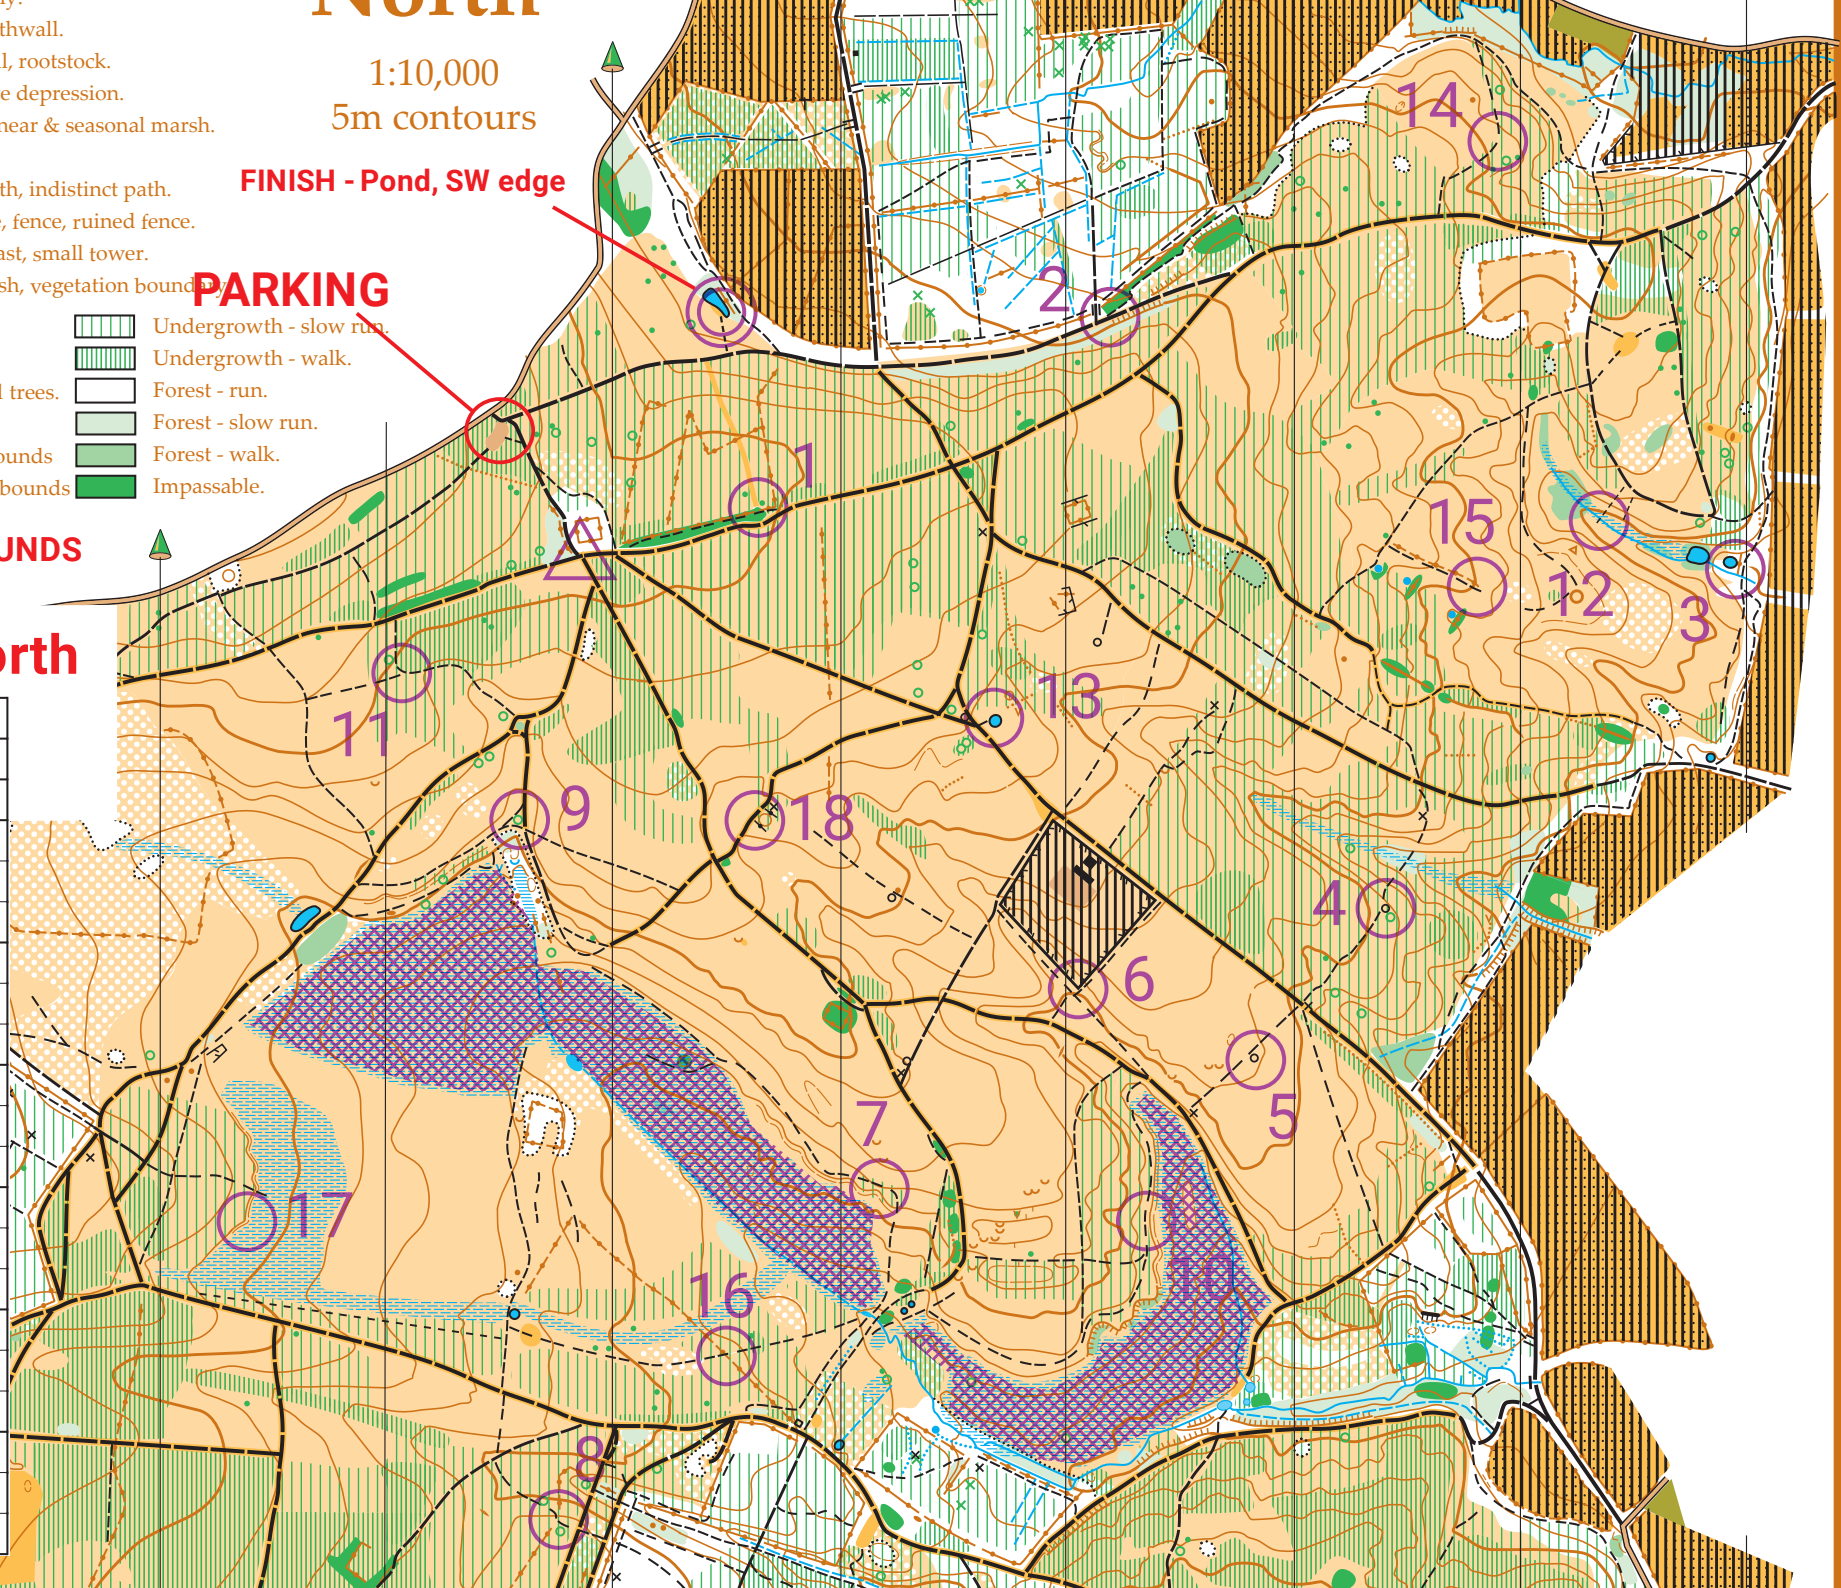 thwall.
North
l, rootstock.
1:10,000
e depression.
5m contours
near & seasonal marsh.
FINISH - Pond, SW edge
th, indistinct path.
e, fence, ruined fence.
ast, small tower.
sh, vegetation boundary
PARKING
Undergrowth - slow run.
Undergrowth - walk.
l trees.
Forest - run.
Forest - slow run.
ounds
Forest - walk.
bounds
Impassable.
UNDS
orth
14
2
1
15
12
3
13
11
9
18
4
6
5
7
17
10
16
8